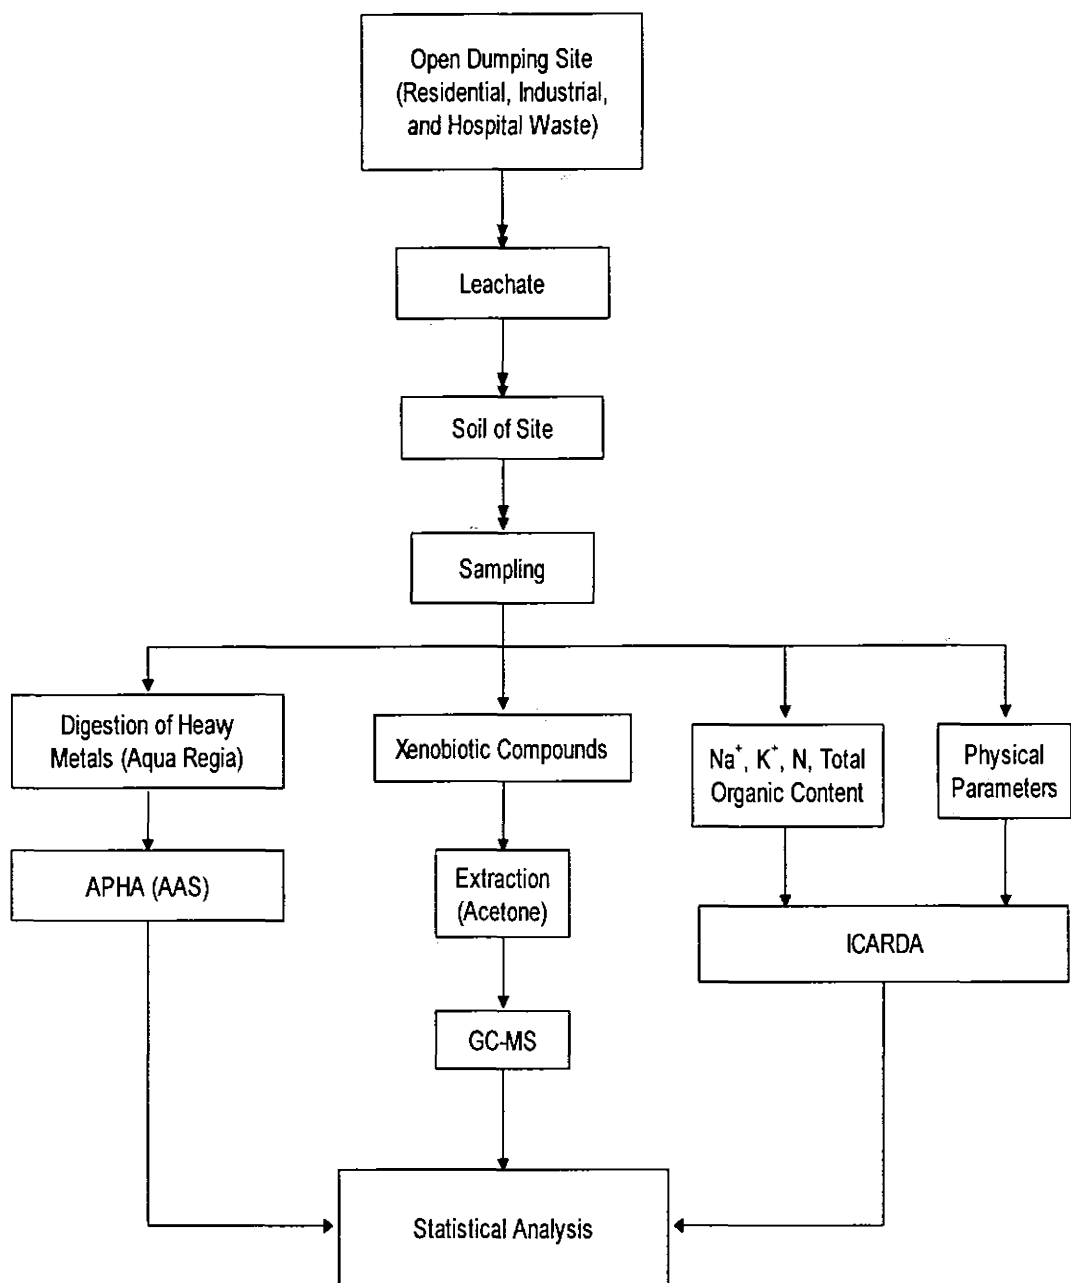 Open Dumping Site
(Residential, Industrial,
and Hospital Waste)
Leachate
Soil of Site
Sampling
Digestion of Heavy
Metals (Aqua Regia)
Xenobiotic Compounds
Na⁺, K⁺, N, Total
Organic Content
Physical
Parameters
APHA (AAS)
Extraction
(Acetone)
ICARDA
GC-MS
Statistical Analysis